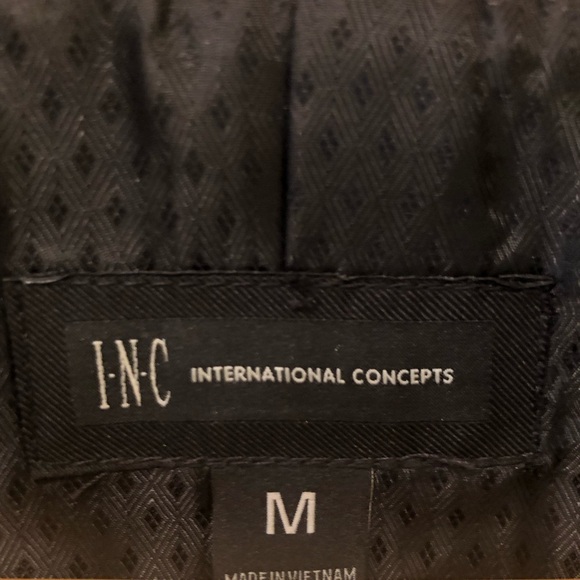 I·N·C INTERNATIONAL CONCEPTS
M
MADE IN VIETNAM